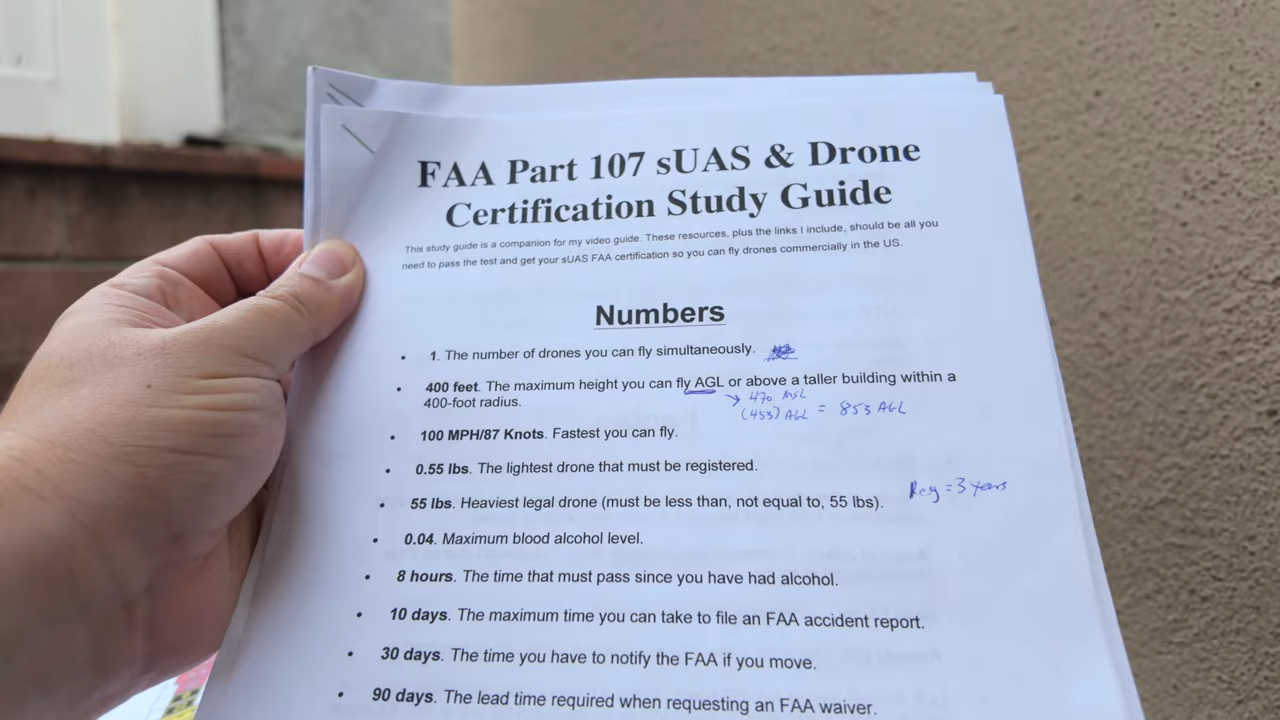 FAA Part 107 sUAS & Drone
Certification Study Guide
This study guide is a companion for my video guide. These resources, plus the links I include, should be all you
need to pass the test and get your sUAS FAA certification so you can fly drones commercially in the US.
Numbers
• 1. The number of drones you can fly simultaneously.
• 400 feet. The maximum height you can fly AGL or above a taller building within a
400-foot radius.
→ 470 MSL
(453) AGL = 853 AGL
• 100 MPH/87 Knots. Fastest you can fly.
• 0.55 lbs. The lightest drone that must be registered.
• 55 lbs. Heaviest legal drone (must be less than, not equal to, 55 lbs).
Reg = 3 years
• 0.04. Maximum blood alcohol level.
• 8 hours. The time that must pass since you have had alcohol.
• 10 days. The maximum time you can take to file an FAA accident report.
• 30 days. The time you have to notify the FAA if you move.
• 90 days. The lead time required when requesting an FAA waiver.